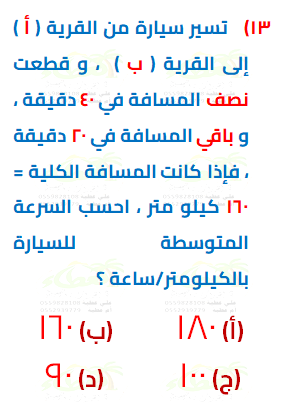 ١٣) تسير سيارة من القرية ( أ )
إلى القرية ( ب ) ، و قطعت
نصف المسافة في ٤٠ دقيقة ،
و باقي المسافة في ٢٠ دقيقة
، فإذا كانت المسافة الكلية =
١٦٠ كيلو متر ، احسب السرعة
المتوسطة للسيارة
بالكيلومتر/ساعة ؟
(أ) ١٨٠ (ب) ١٦٠
(ج) ١٠٠ (د) ٩٠